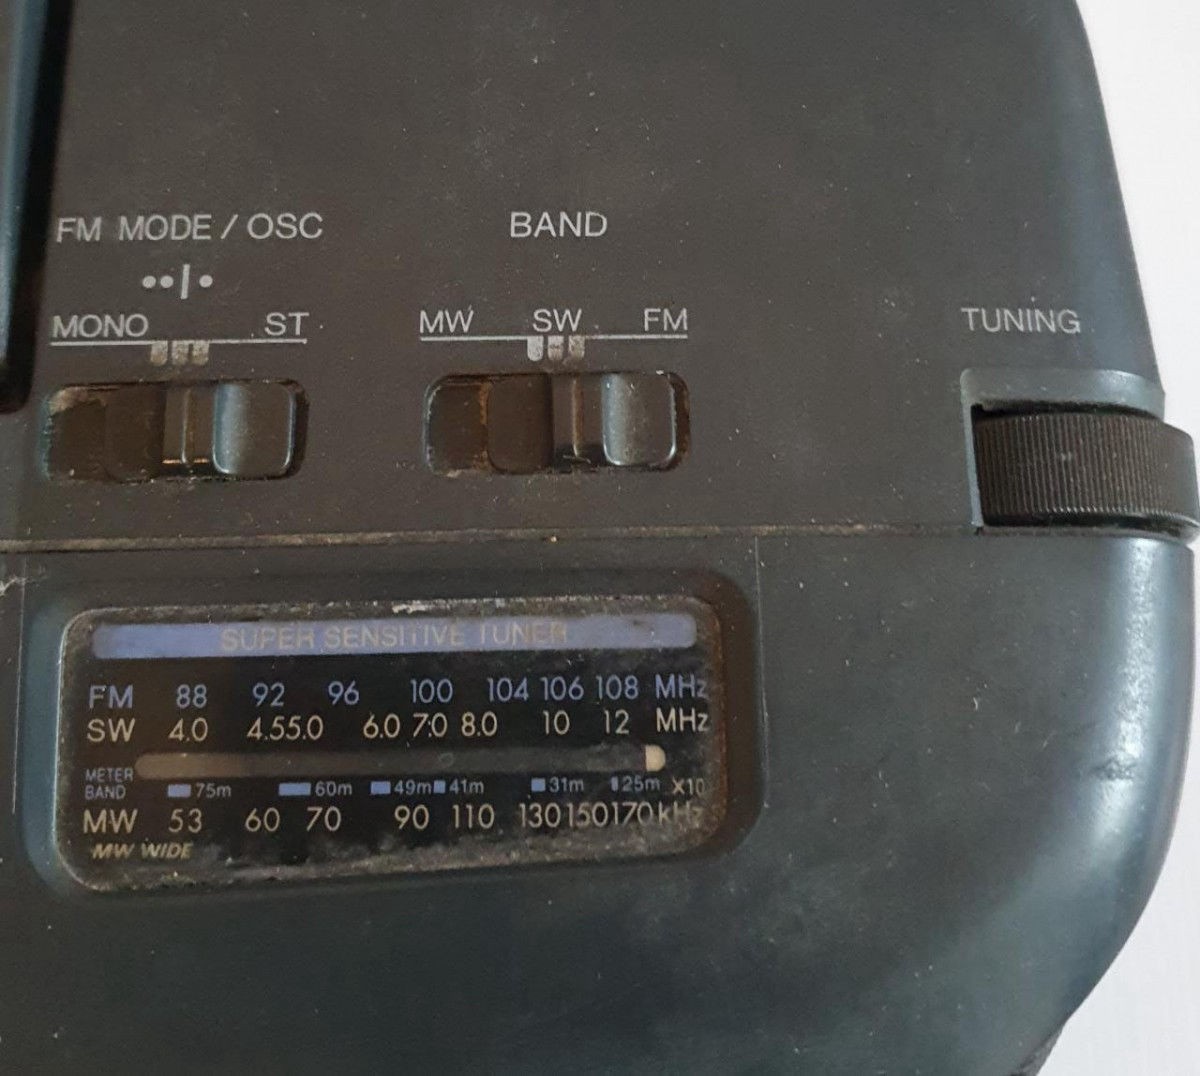 FM MODE / OSC
BAND
••|•
MONO ST
MW SW FM
TUNING
SUPER SENSITIVE TUNER
FM 88 92 96 100 104 106 108 MHz
SW 4.0 4.5 5.0 6.0 7.0 8.0 10 12 MHz
METER BAND 75m 60m 49m 41m 31m 25m X10
MW 53 60 70 90 110 130 150 170 kHz
MW WIDE